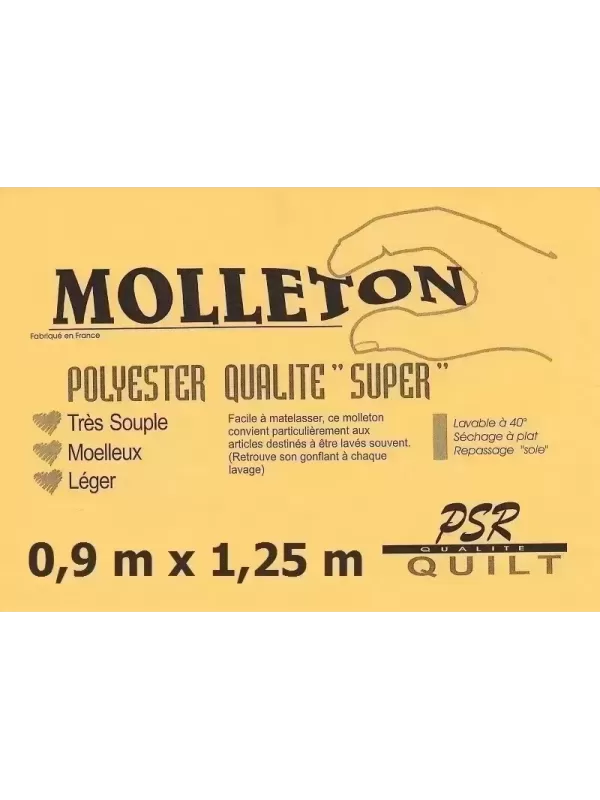 MOLLETON
Fabriqué en France
POLYESTER QUALITE "SUPER"
Très Souple
Moelleux
Léger
Facile à matelasser, ce molleton
convient particulièrement aux
articles destinés à être lavés souvent.
(Retrouve son gonflant à chaque
lavage)
Lavable à 40°
Séchage à plat
Repassage "soie"
0,9 m x 1,25 m
PSR
QUALITE
QUILT